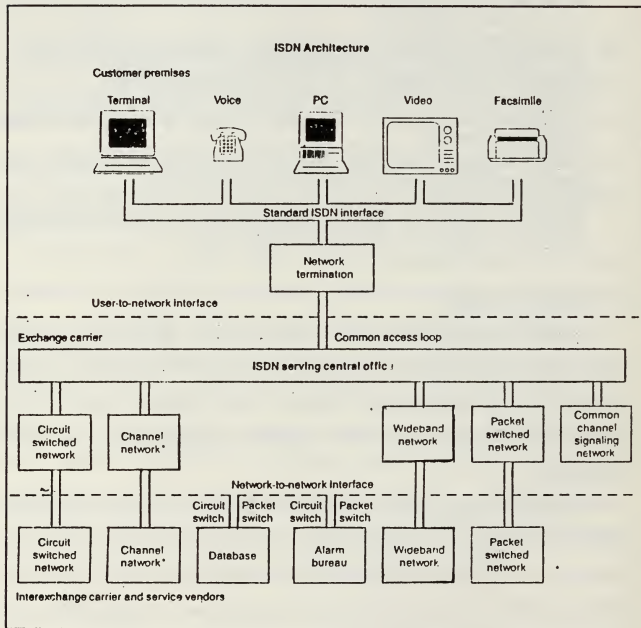 ISDN Architecture
Customer premises
Terminal Voice PC Video Facsimile
Standard ISDN interface
Network
termination
User-to-network Interface
Exchange carrier Common access loop
ISDN serving central office
Circuit
switched
network
Channel
network*
Wideband
network
Packet
switched
network
Common
channel
signaling
network
Network-to-network Interface
Circuit
switch
Packet
switch
Circuit
switch
Packet
switch
Circuit
switched
network
Channel
natwork*
Database
Alarm
bureau
Wideband
network
Packet
switched
network
Interexchange carrier and service vendors